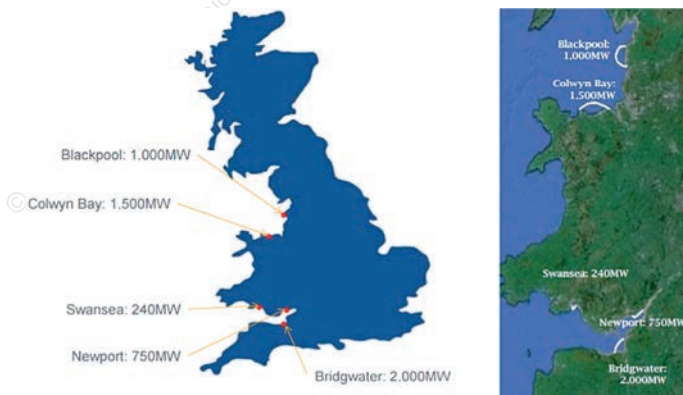 Blackpool: 1.000MW
Colwyn Bay: 1.500MW
Swansea: 240MW
Newport: 750MW
Bridgwater: 2.000MW
Blackpool:
1.000MW
Colwyn Bay:
1.500MW
Swansea: 240MW
Newport: 750MW
Bridgwater:
2.000MW